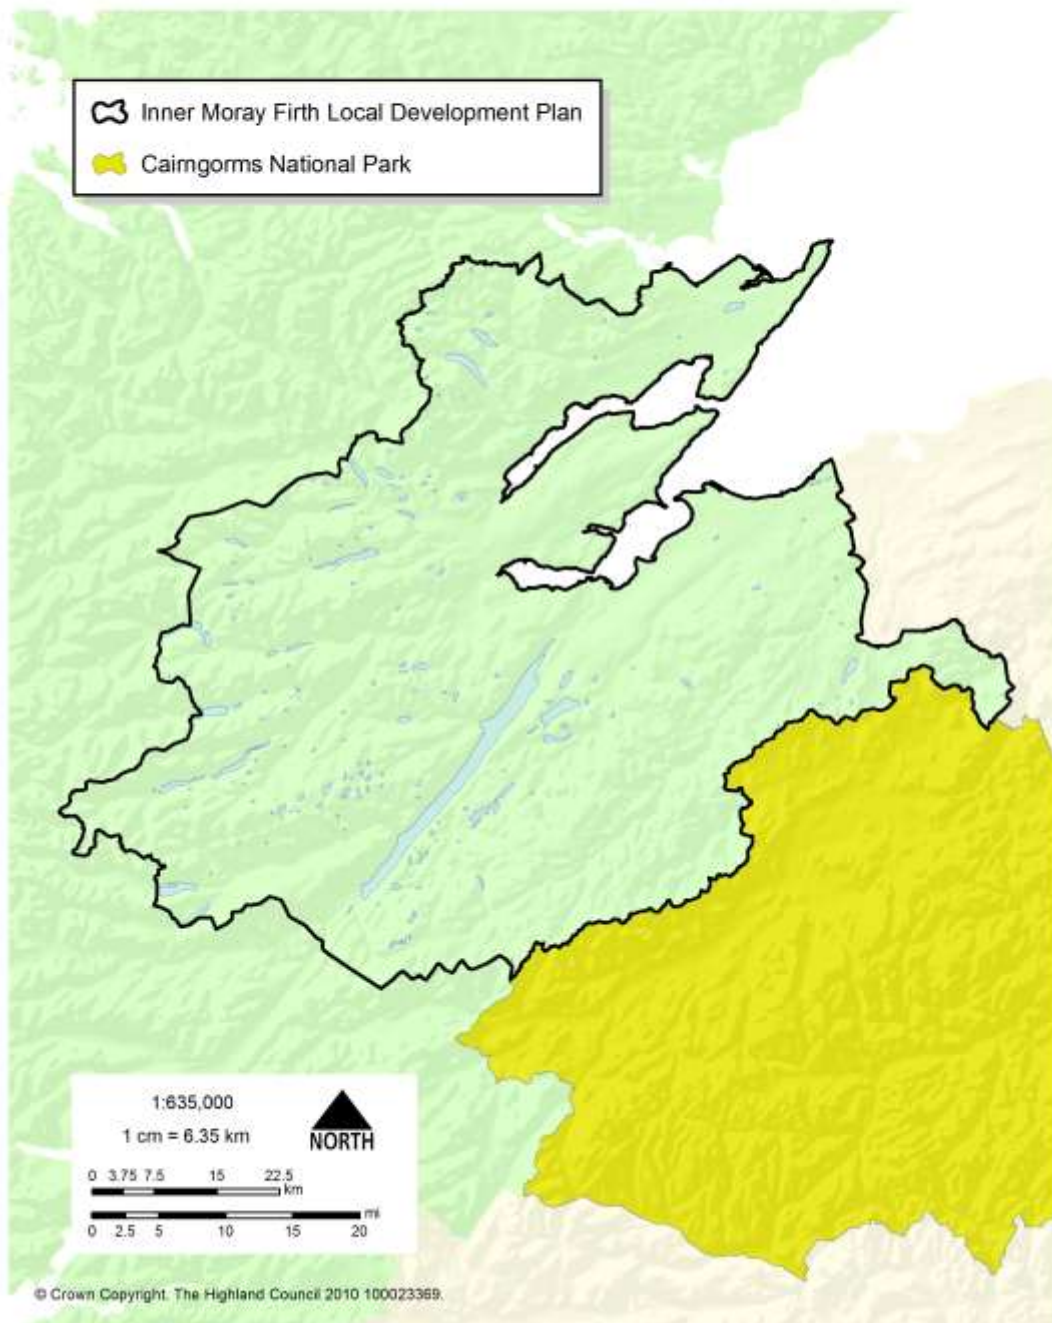 Inner Moray Firth Local Development Plan
Cairngorms National Park
1:635,000
1 cm = 6.35 km
NORTH
0 3.75 7.5 15 22.5
km
mi
0 2.5 5 10 15 20
© Crown Copyright. The Highland Council 2010 100023369.